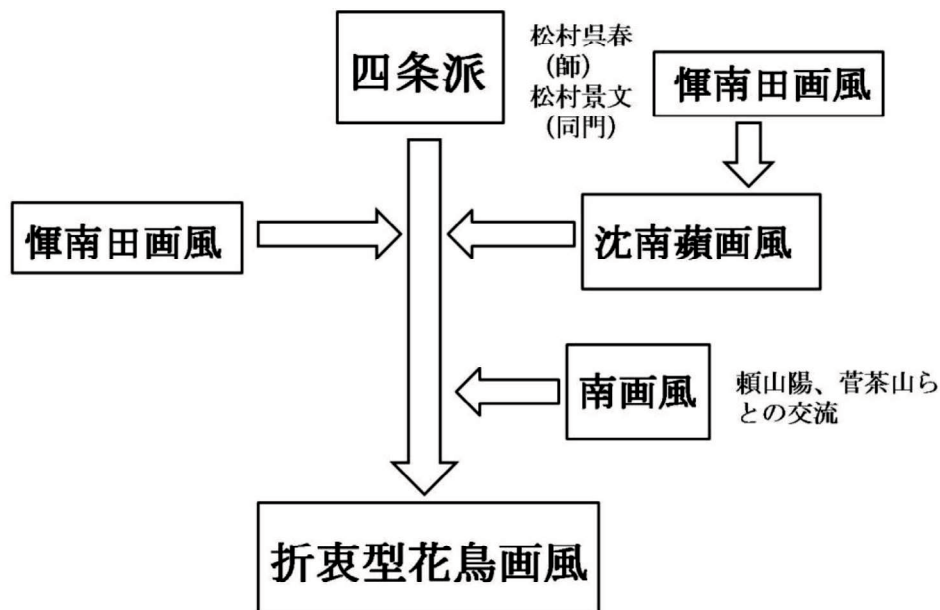 四条派
松村呉春
(師)
松村景文
(同門)
惲南田画風
惲南田画風
沈南蘋画風
南画風
頼山陽、菅茶山ら
との交流
折衷型花鳥画風